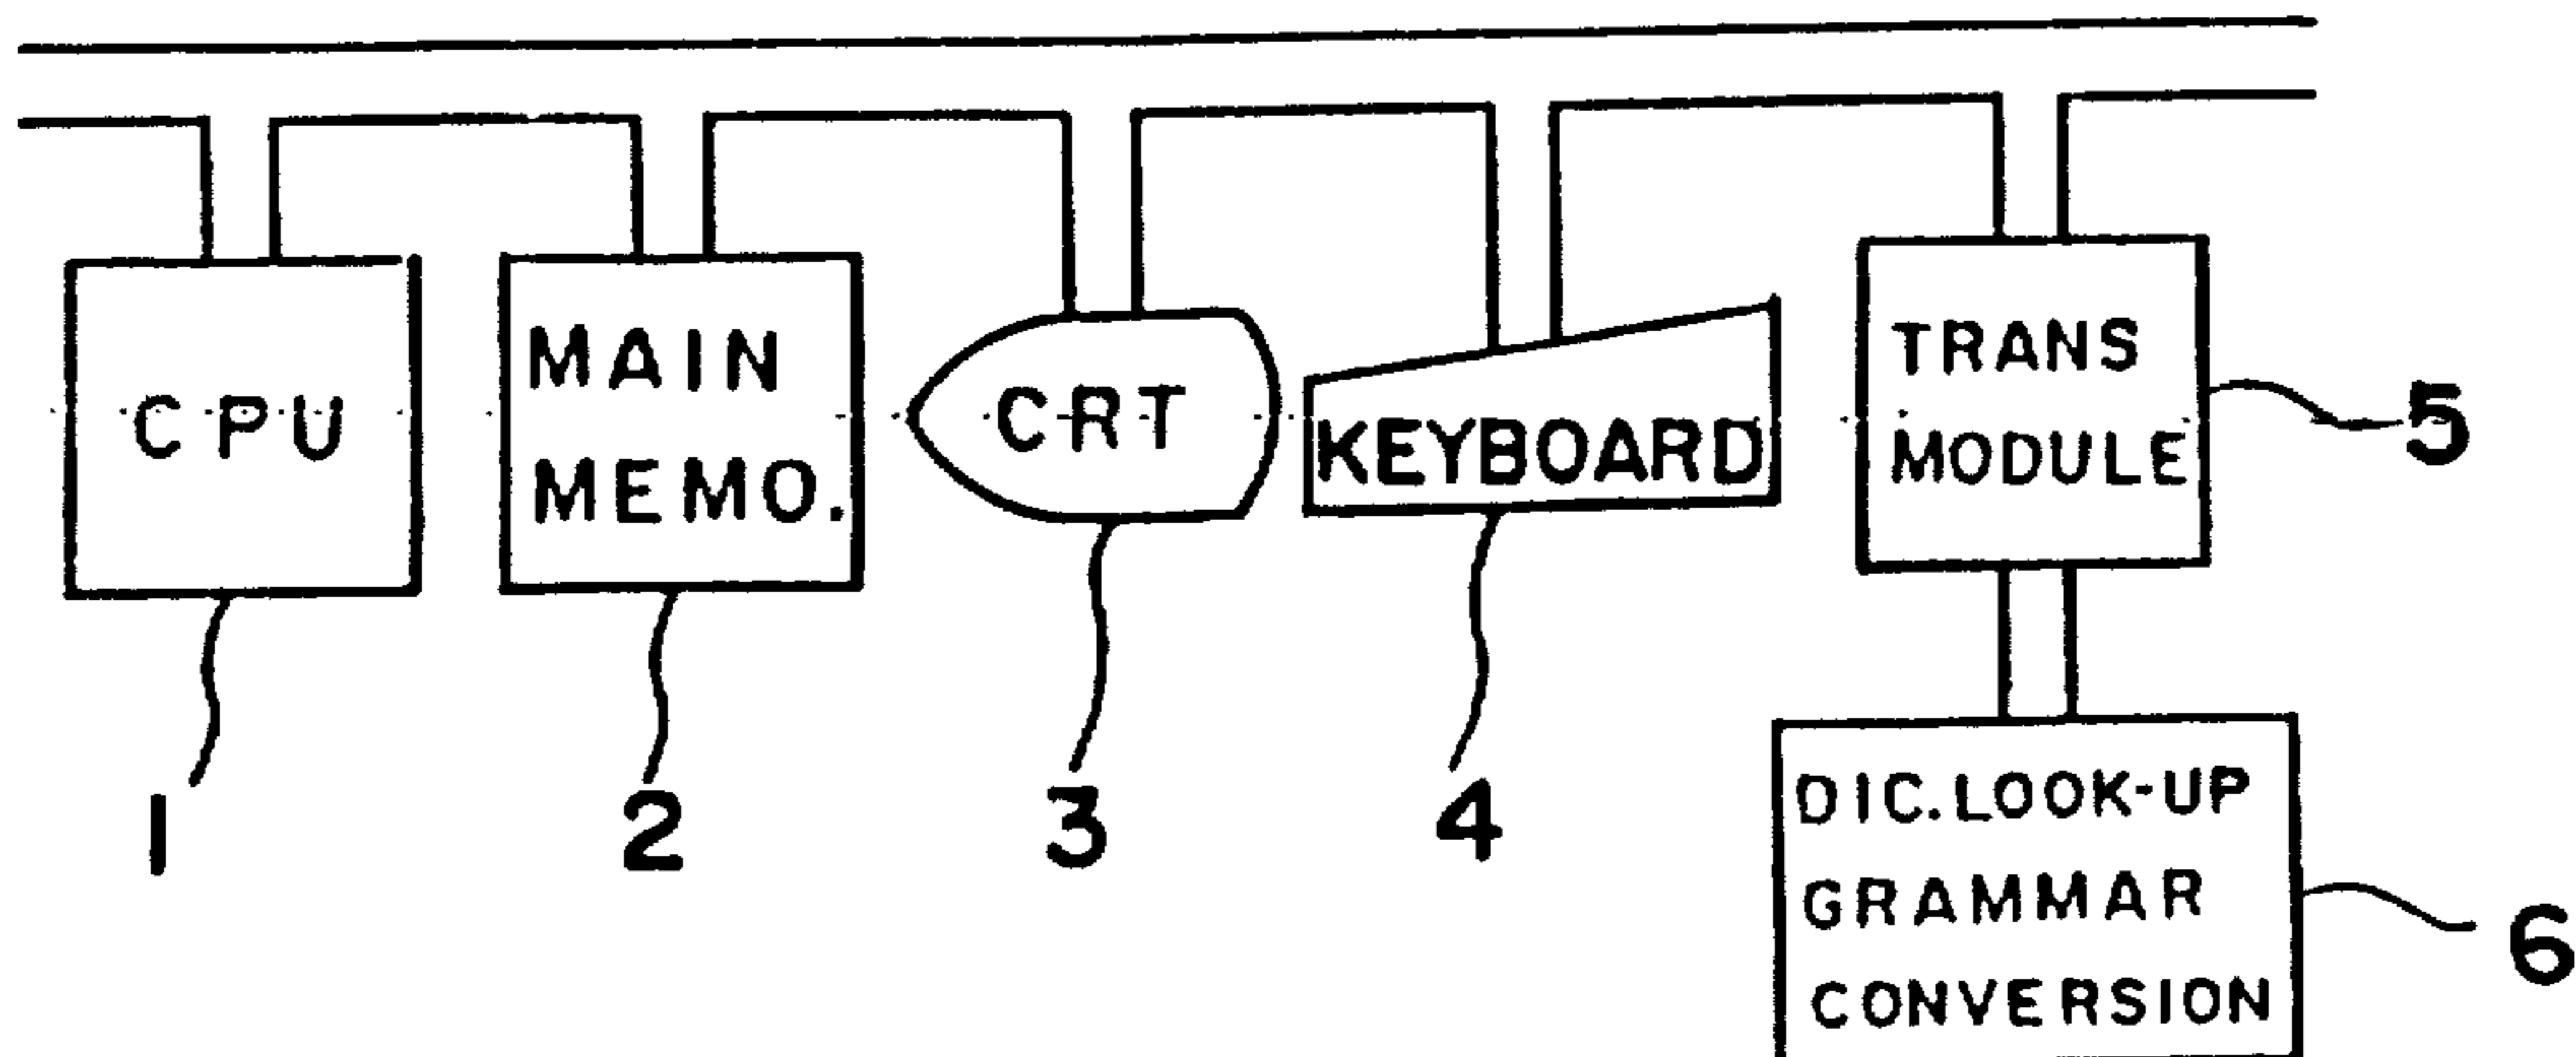 CPU
MAIN
MEMO.
CRT
KEYBOARD
TRANS
MODULE
5
1
2
3
4
DIC. LOOK-UP
GRAMMAR
CONVERSION
6